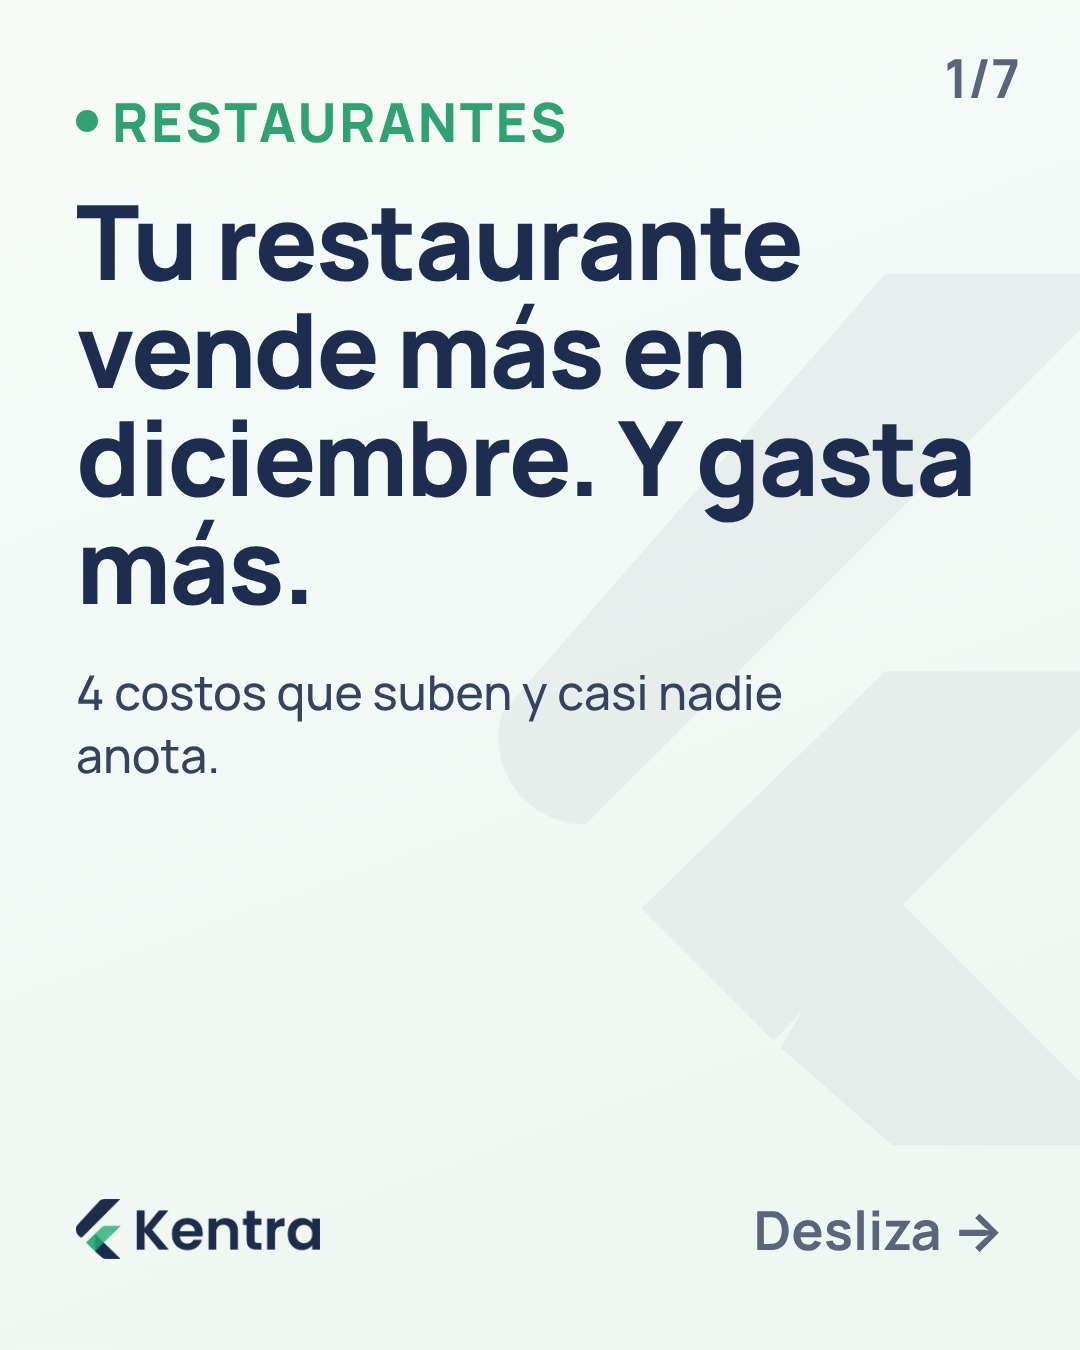 1/7
• RESTAURANTES
Tu restaurante
vende más en
diciembre. Y gasta
más.
4 costos que suben y casi nadie
anota.
Kentra
Desliza →